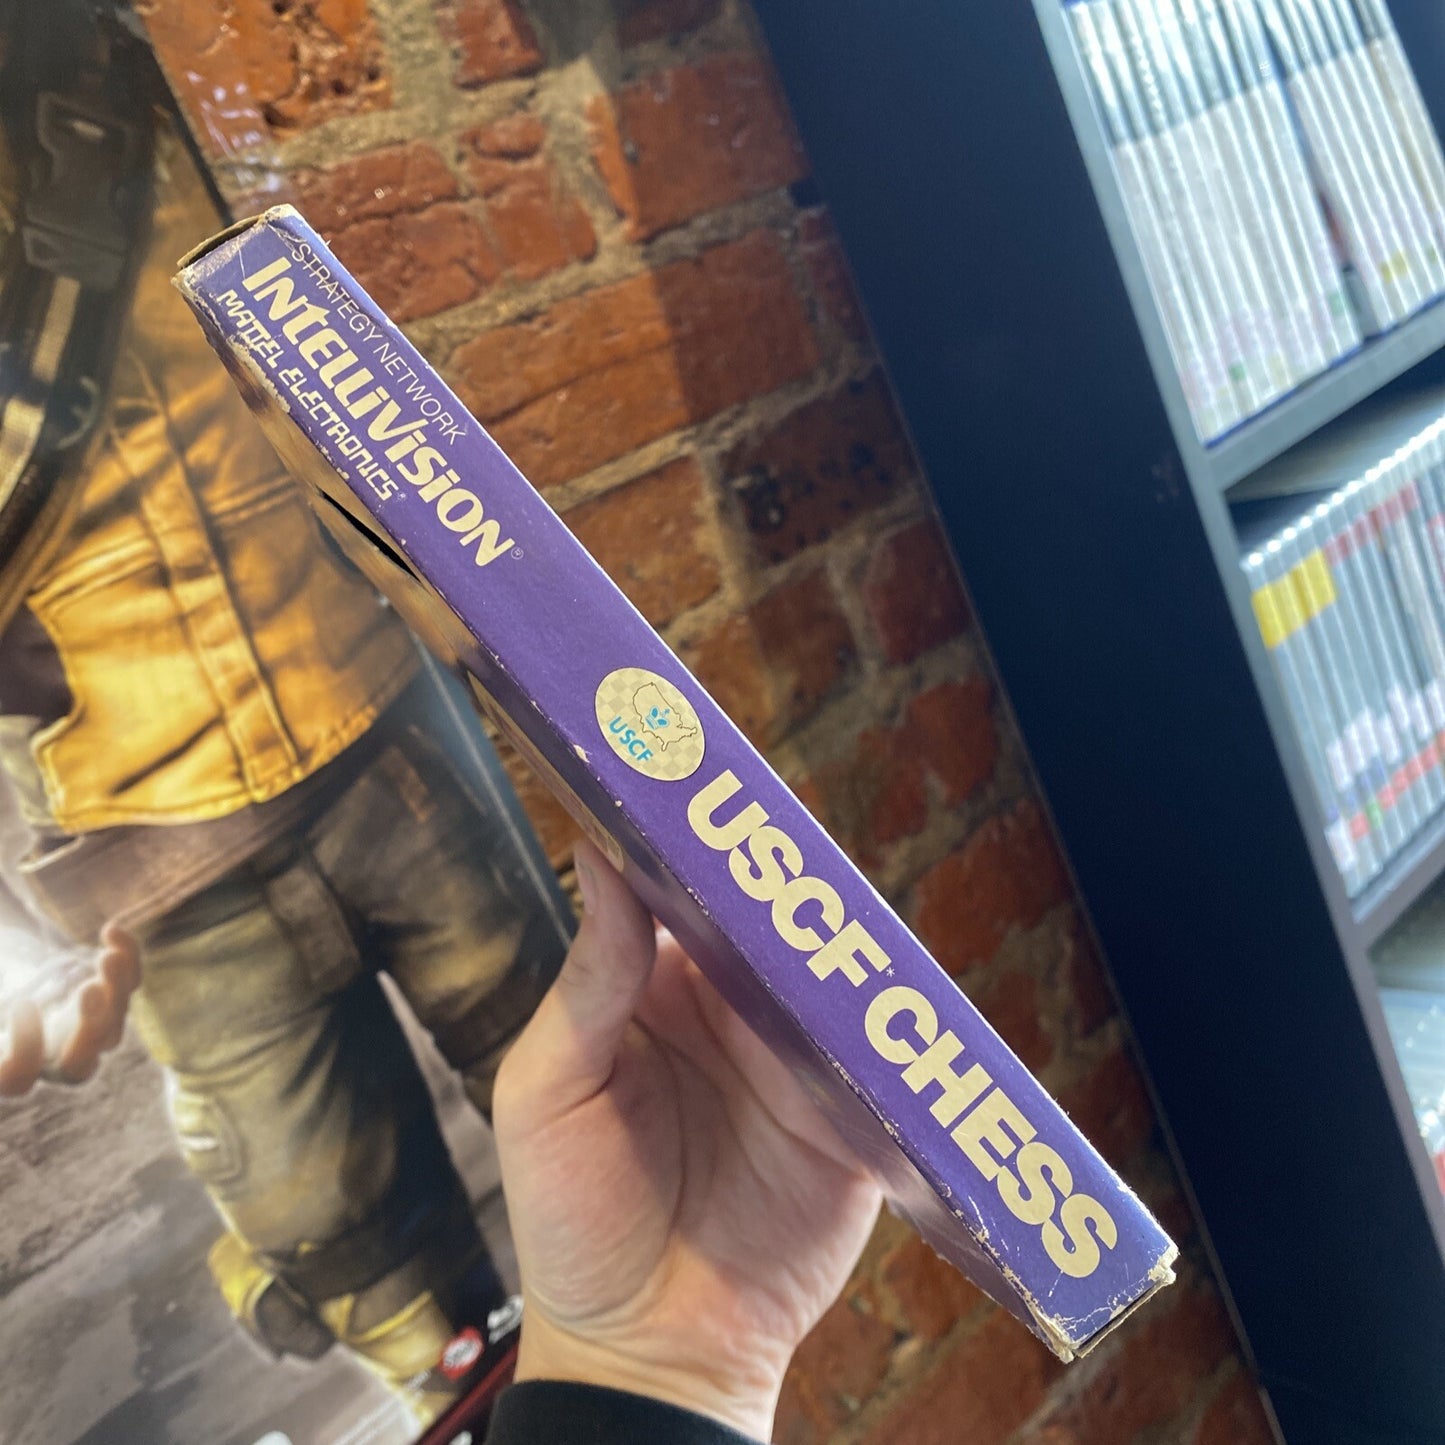 STRATEGY NETWORK
INTELLIVISION®
MATTEL ELECTRONICS®
USCF
USCF* CHESS